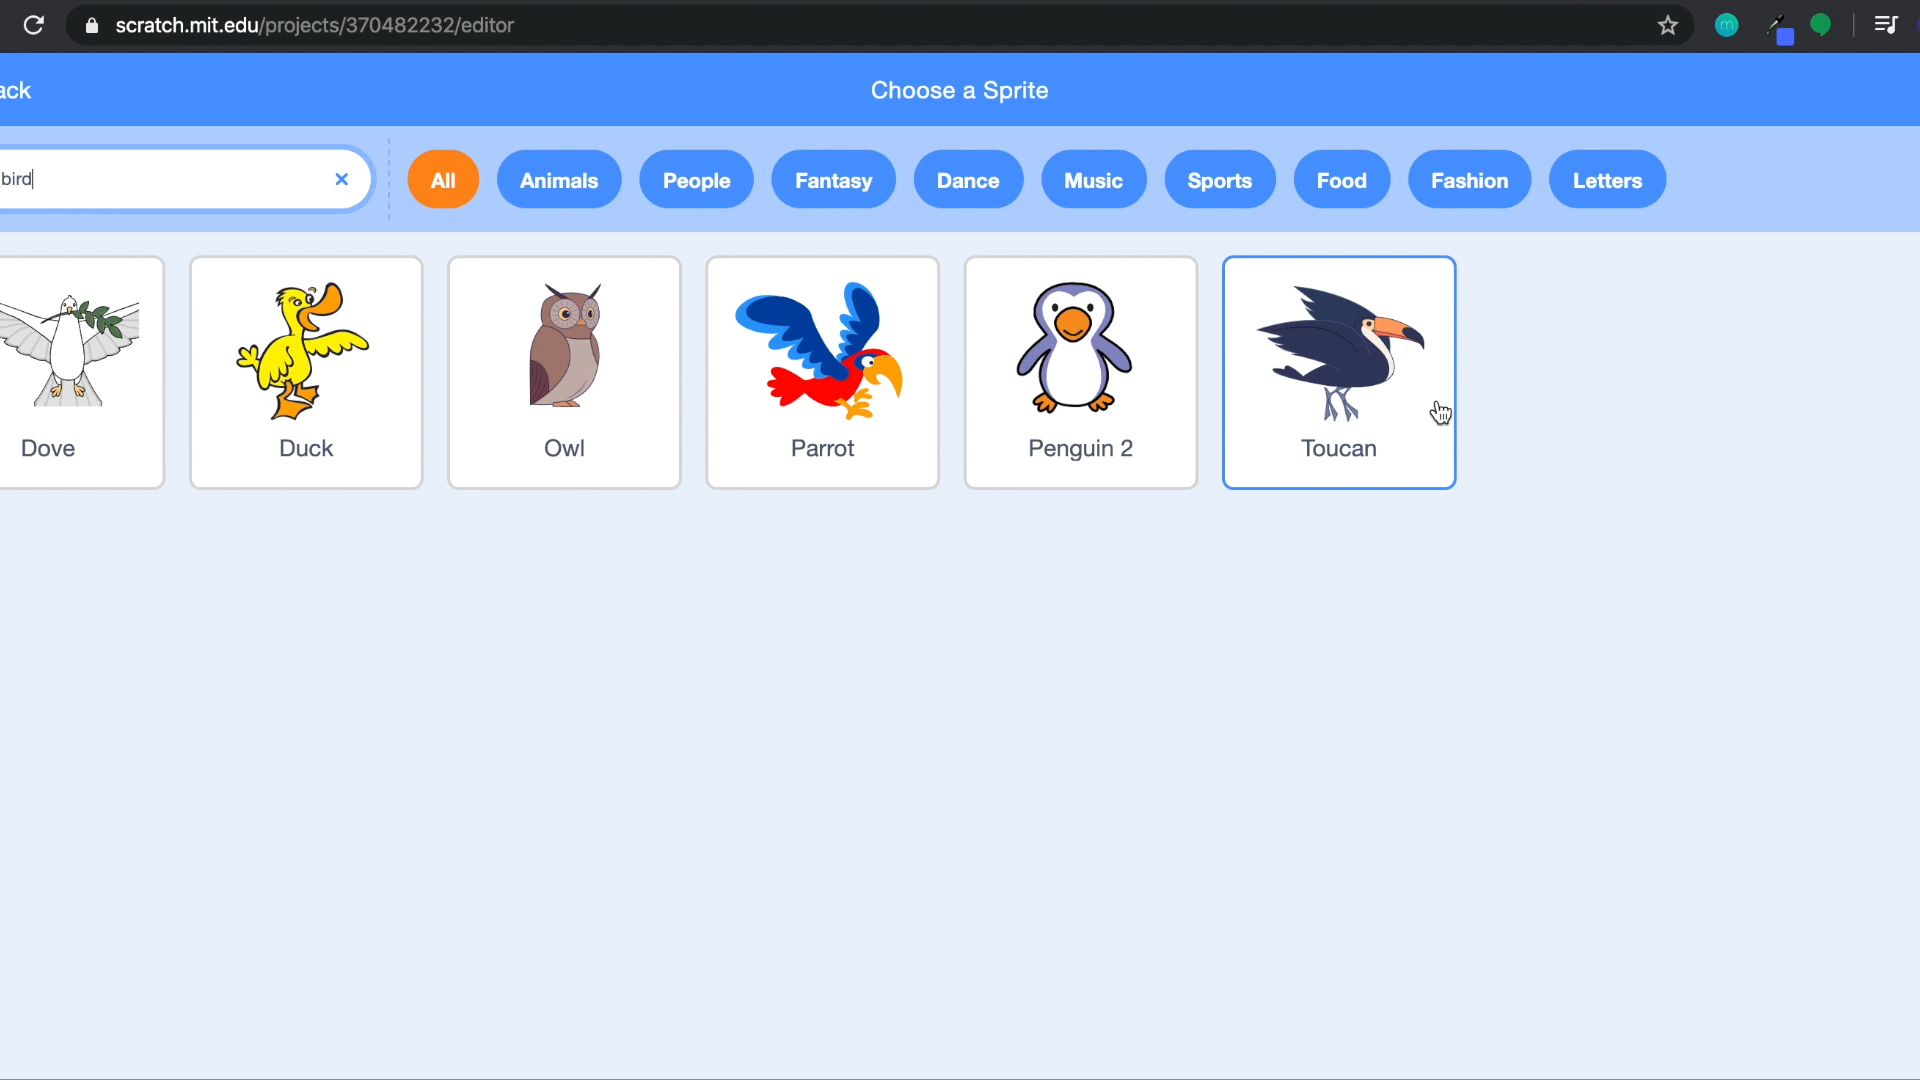 scratch.mit.edu/projects/370482232/editor
ack
Choose a Sprite
bird
All
Animals
People
Fantasy
Dance
Music
Sports
Food
Fashion
Letters
Dove
Duck
Owl
Parrot
Penguin 2
Toucan
m